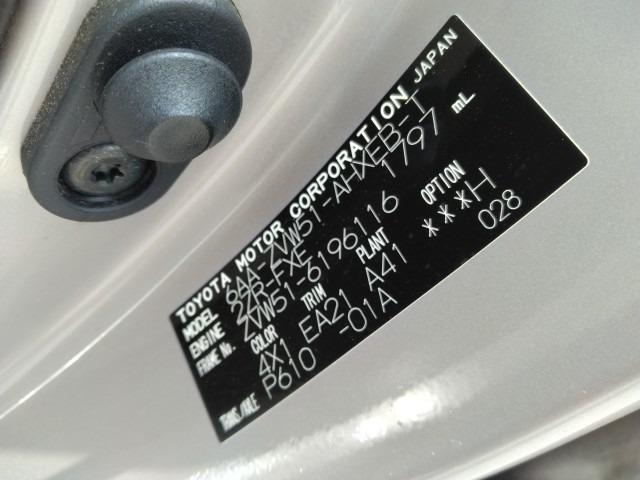 TOYOTA MOTOR CORPORATION JAPAN
MODEL 6AA-ZVW51-AHXEB-T
ENGINE 2ZR-FXE 1797 mL
FRAME Nr. ZVW51-6196116
COLOR TRIM PLANT OPTION
4X1 EA21 A41 ***H
TRANS/AXLE P610 -01A 028